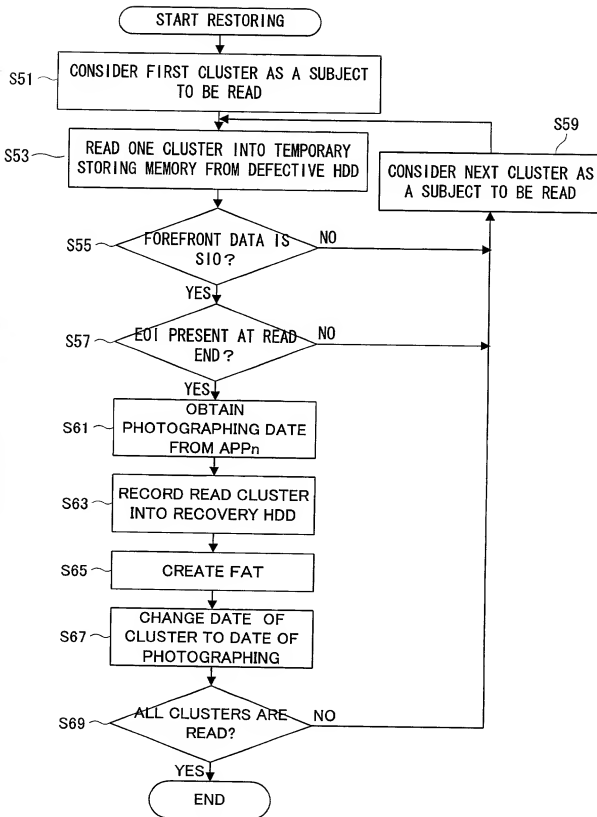 START RESTORING
S51
CONSIDER FIRST CLUSTER AS A SUBJECT
TO BE READ
S59
S53
READ ONE CLUSTER INTO TEMPORARY
STORING MEMORY FROM DEFECTIVE HDD
CONSIDER NEXT CLUSTER AS
A SUBJECT TO BE READ
S55
FOREFRONT DATA IS
SIO?
NO
YES
S57
EOI PRESENT AT READ
END?
NO
YES
S61
OBTAIN
PHOTOGRAPHING DATE
FROM APPn
S63
RECORD READ CLUSTER
INTO RECOVERY HDD
S65
CREATE FAT
S67
CHANGE DATE OF
CLUSTER TO DATE OF
PHOTOGRAPHING
S69
ALL CLUSTERS ARE
READ?
NO
YES
END